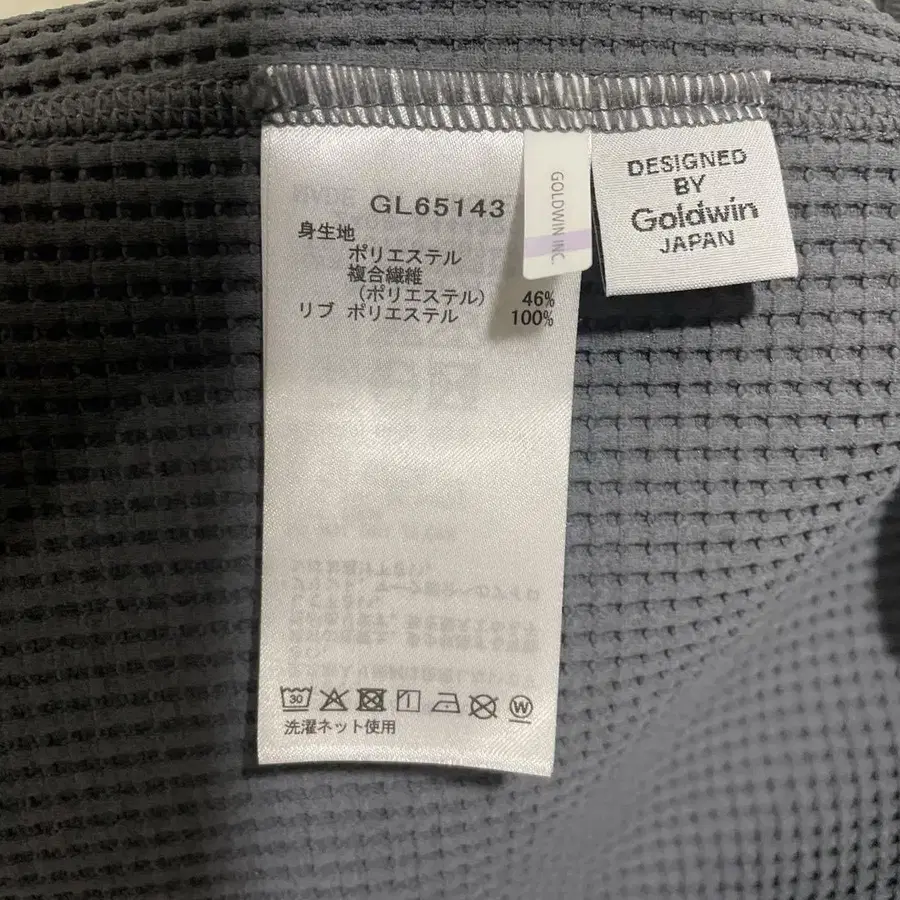 GL65143
身生地
ポリエステル
複合繊維
（ポリエステル） 46%
リブ ポリエステル 100%
30
W
洗濯ネット使用
GOLDWIN INC.
DESIGNED
BY
Goldwin
JAPAN